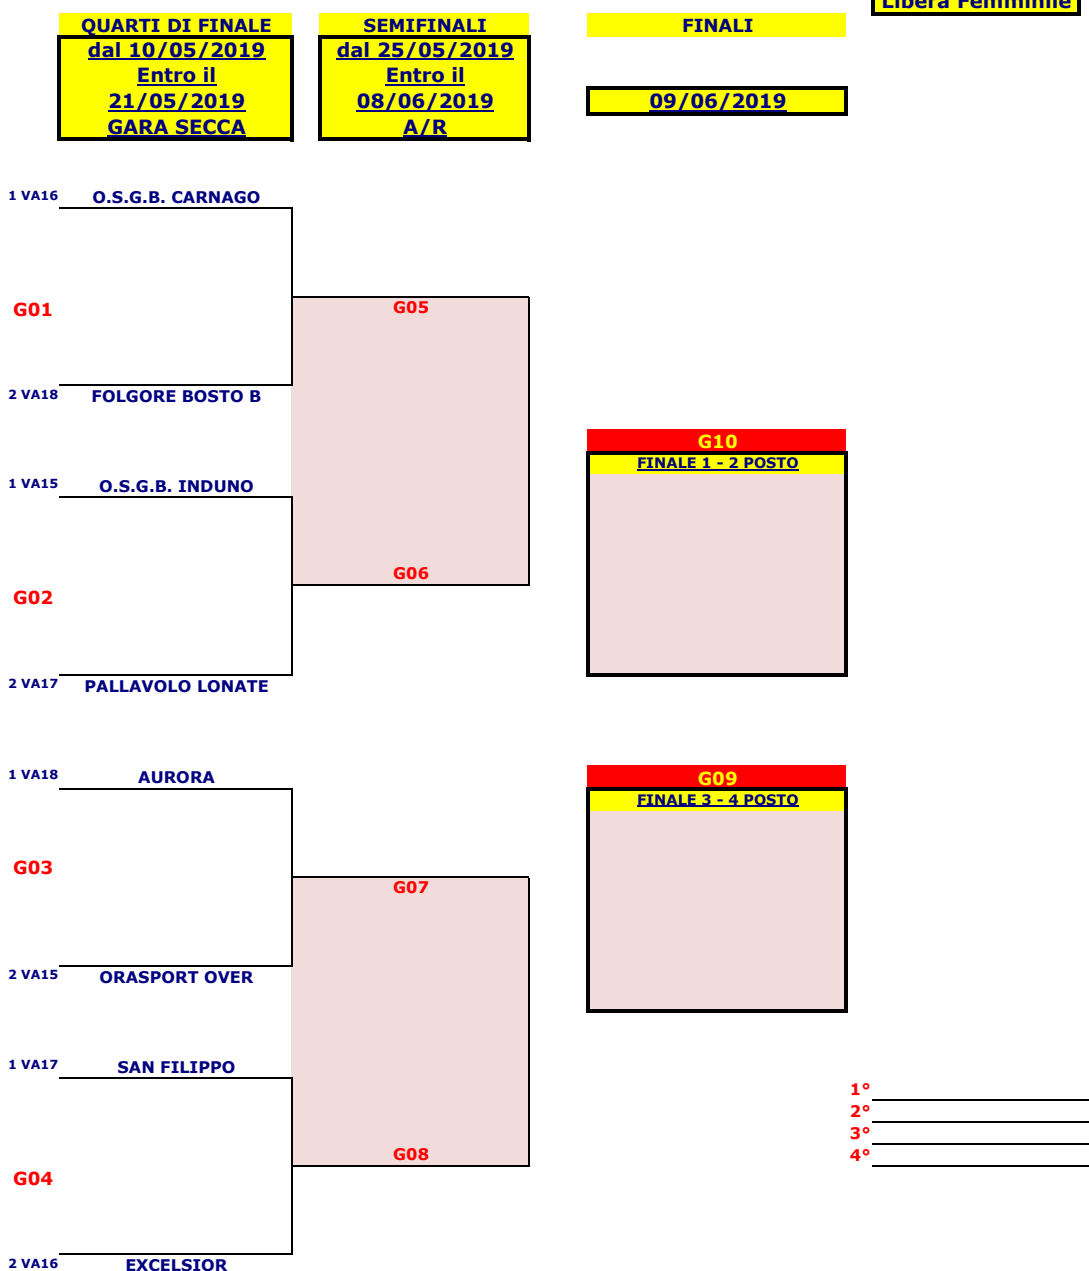 Libera Femminile
QUARTI DI FINALE
dal 10/05/2019
Entro il
21/05/2019
GARA SECCA
SEMIFINALI
dal 25/05/2019
Entro il
08/06/2019
A/R
FINALI
09/06/2019
1 VA16 O.S.G.B. CARNAGO
G01
G05
2 VA18 FOLGORE BOSTO B
G10
FINALE 1 - 2 POSTO
1 VA15 O.S.G.B. INDUNO
G06
G02
2 VA17 PALLAVOLO LONATE
1 VA18 AURORA
G09
FINALE 3 - 4 POSTO
G03
G07
2 VA15 ORASPORT OVER
1 VA17 SAN FILIPPO
1°
2°
3°
4°
G08
G04
2 VA16 EXCELSIOR